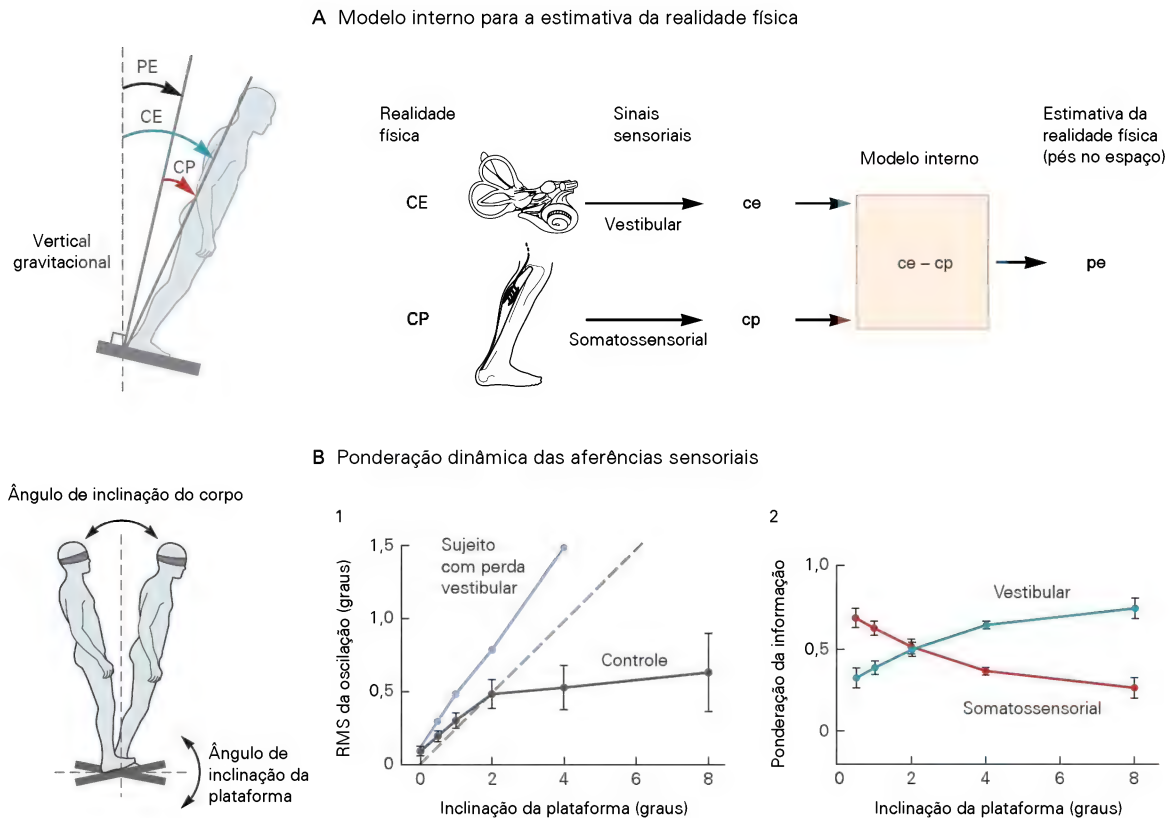 A Modelo interno para a estimativa da realidade física
PE
CE
CP
Vertical
gravitacional
Realidade
física
Sinais
sensoriais
Modelo interno
Estimativa da
realidade física
(pés no espaço)
CE
Vestibular
ce
ce – cp
pe
CP
Somatossensorial
cp
B Ponderação dinâmica das aferências sensoriais
Ângulo de inclinação do corpo
Ângulo de
inclinação da
plataforma
1
RMS da oscilação (graus)
1,5
1,0
0,5
0
Sujeito
com perda
vestibular
Controle
0 2 4 6 8
Inclinação da plataforma (graus)
2
Ponderação da informação
1,0
0,5
0
Vestibular
Somatossensorial
0 2 4 6 8
Inclinação da plataforma (graus)